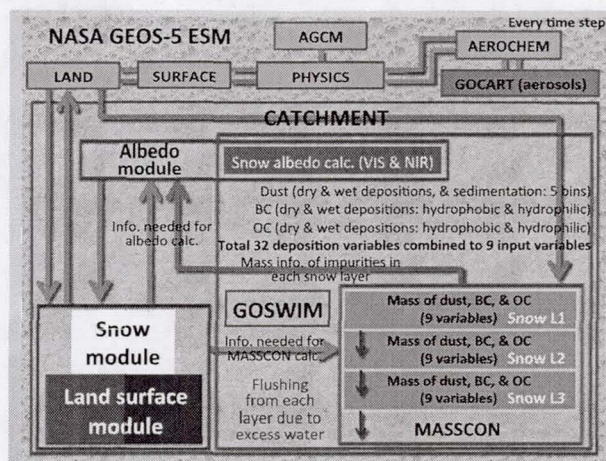 Every time step
NASA GEOS-5 ESM
AGCM
AEROCHEM
LAND
SURFACE
PHYSICS
GOCART (aerosols)
CATCHMENT
Albedo
module
Snow albedo calc. (VIS & NIR)
Dust (dry & wet depositions, & sedimentation: 5 bins)
BC (dry & wet depositions: hydrophobic & hydrophilic)
OC (dry & wet depositions: hydrophobic & hydrophilic)
Total 32 deposition variables combined to 9 input variables
Info. needed for
albedo calc.
Mass info. of impurities in
each snow layer
GOSWIM
Snow
module
Land surface
module
Info. needed for
MASSCON calc.
Flushing
from each
layer due to
excess water
Mass of dust, BC, & OC
(9 variables) Snow L1
Mass of dust, BC, & OC
(9 variables) Snow L2
Mass of dust, BC, & OC
(9 variables) Snow L3
MASSCON